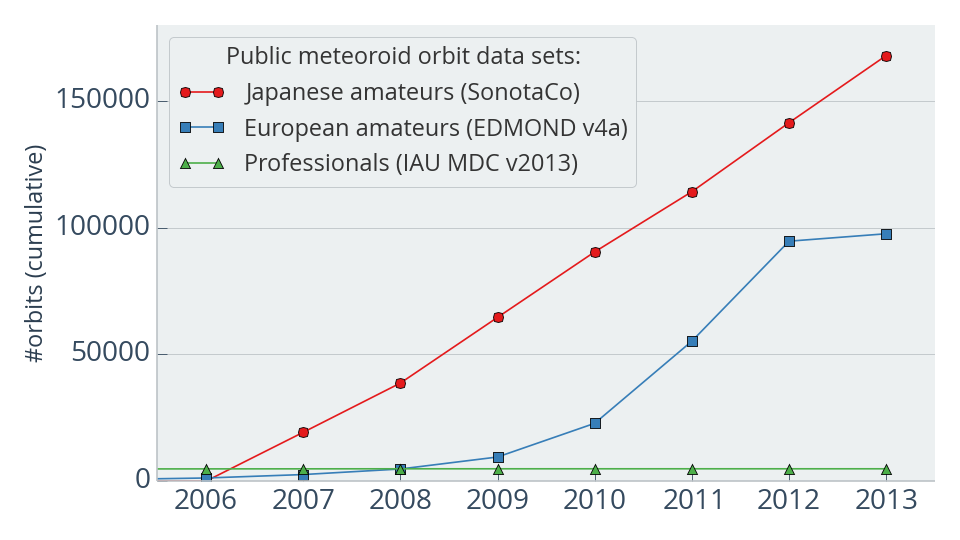 Public meteoroid orbit data sets:
Japanese amateurs (SonotaCo)
European amateurs (EDMOND v4a)
Professionals (IAU MDC v2013)
#orbits (cumulative)
150000
100000
50000
0
2006 2007 2008 2009 2010 2011 2012 2013